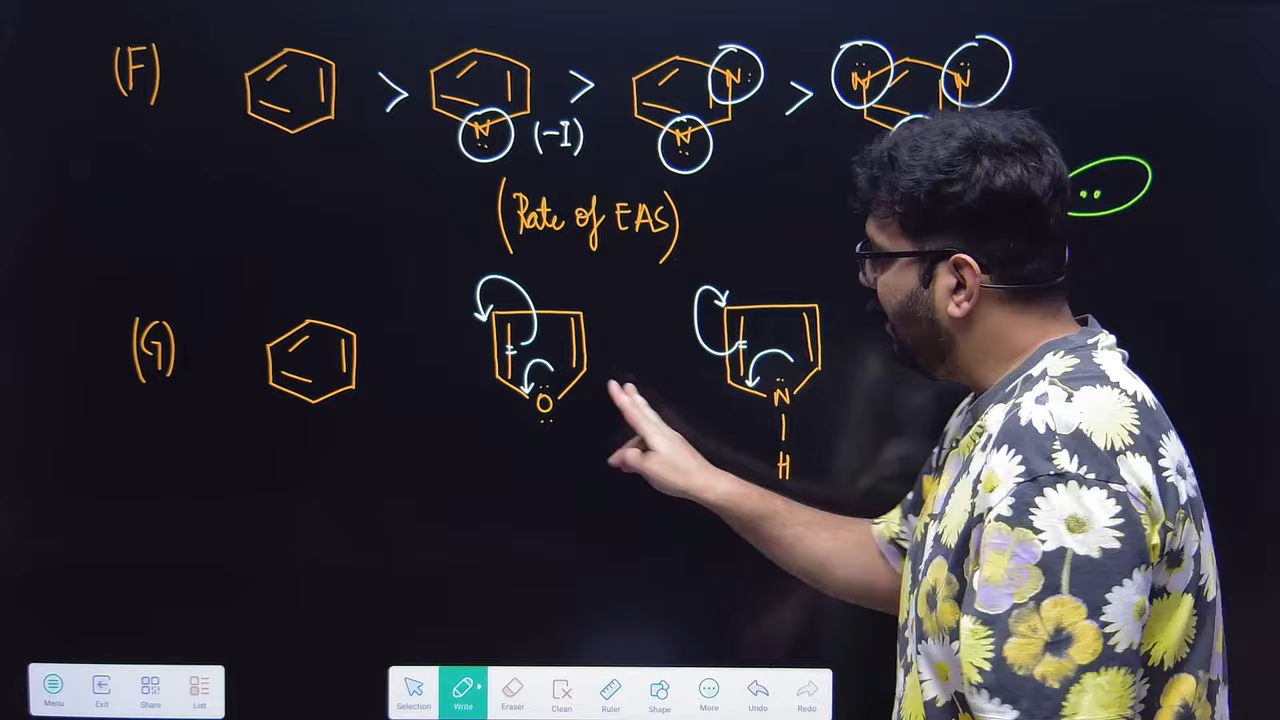 (F) > N (-I) > N N > N N
(Rate of EAS)
(G) O N
H
Menu Exit Share List Selection Write Eraser Clean Ruler Shape More Undo Redo